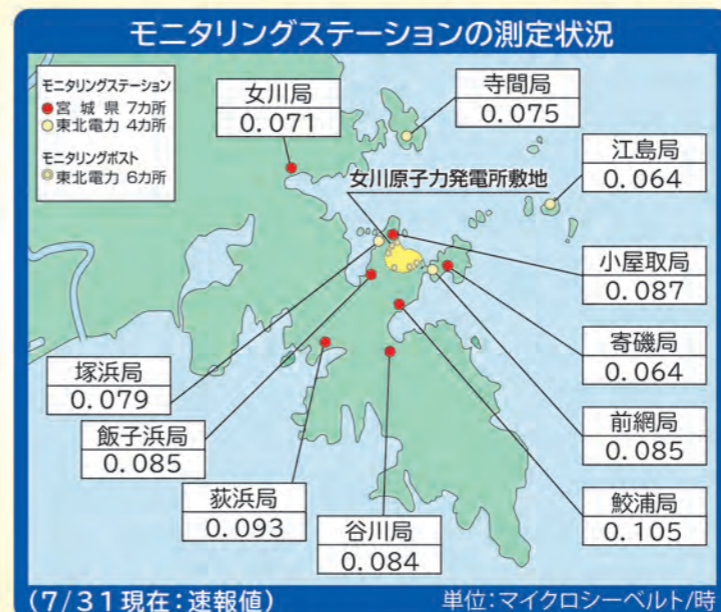 モニタリングステーションの測定状況
モニタリングステーション
宮城県 7カ所
東北電力 4カ所
モニタリングポスト
東北電力 6カ所
女川局
0.071
寺間局
0.075
江島局
0.064
女川原子力発電所敷地
小屋取局
0.087
寄磯局
0.064
塚浜局
0.079
前網局
0.085
飯子浜局
0.085
荻浜局
0.093
谷川局
0.084
鮫浦局
0.105
(7/31現在:速報値)
単位:マイクロシーベルト/時